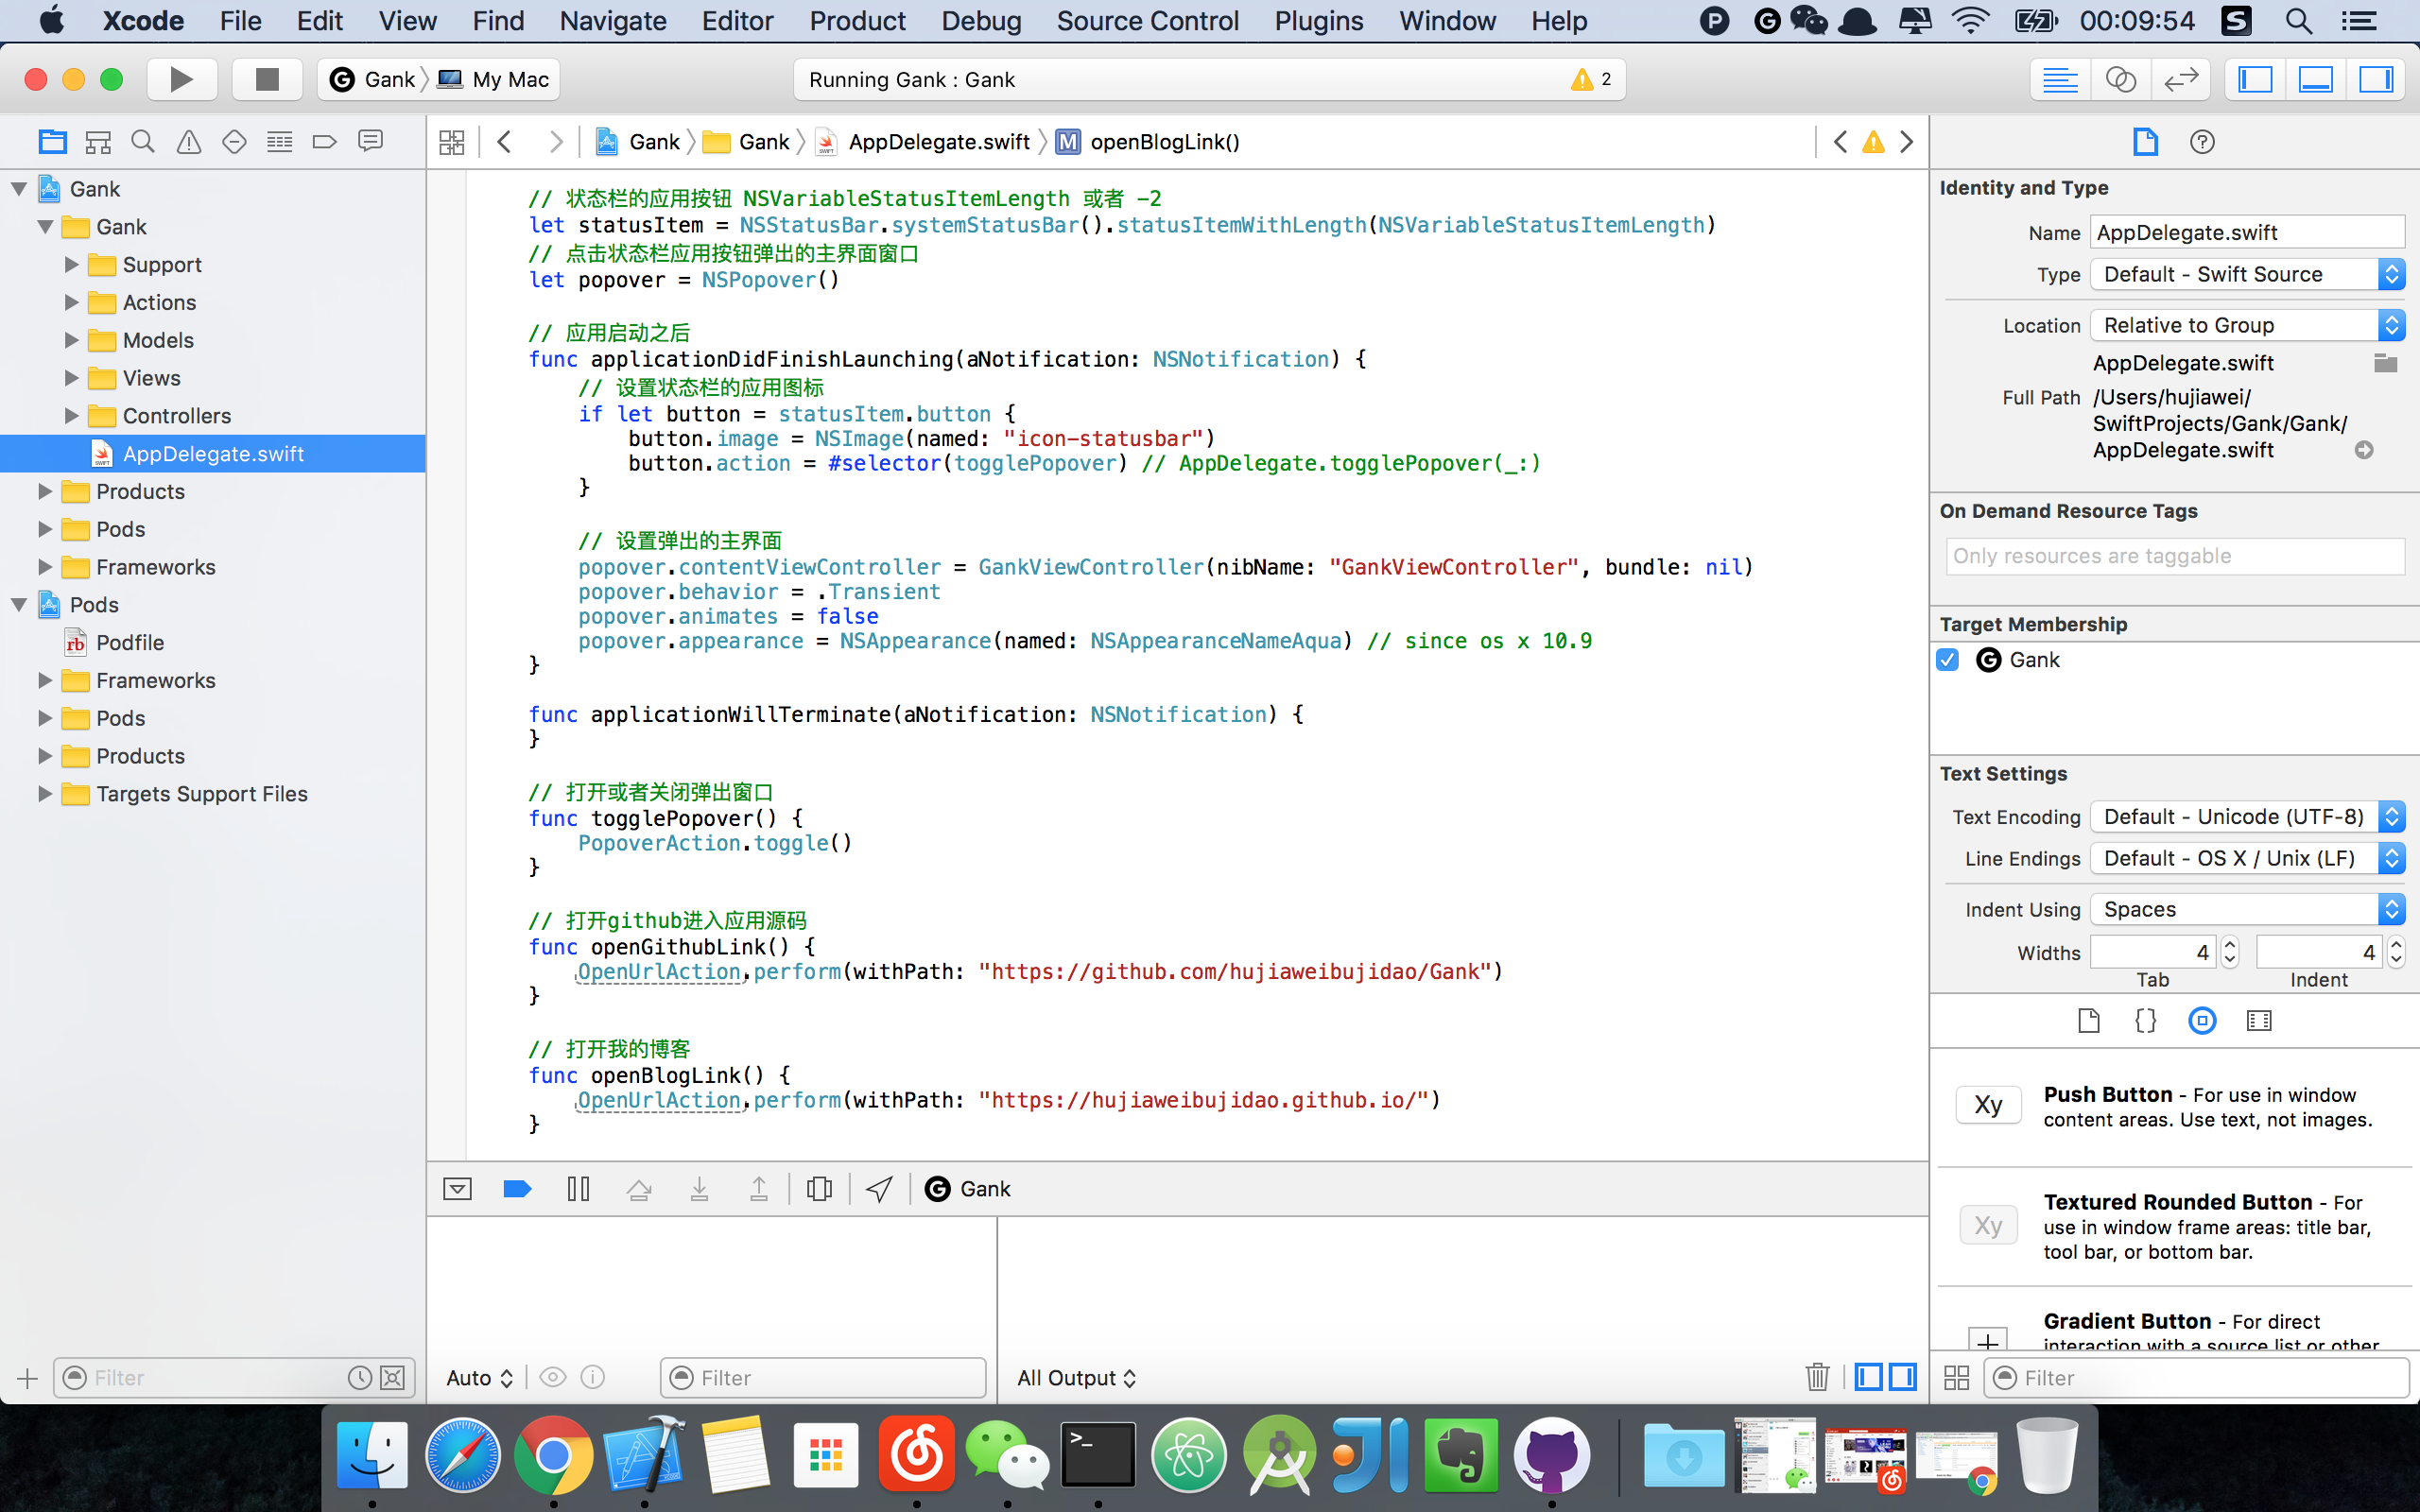 Xcode File Edit View Find Navigate Editor Product Debug Source Control Plugins Window Help 00:09:54
Gank My Mac
Running Gank : Gank
2
Gank Gank AppDelegate.swift M openBlogLink()
Gank
Gank
Support
Actions
Models
Views
Controllers
AppDelegate.swift
Products
Pods
Frameworks
Pods
Podfile
Frameworks
Pods
Products
Targets Support Files
Filter
// 状态栏的应用按钮 NSVariableStatusItemLength 或者 -2
let statusItem = NSStatusBar.systemStatusBar().statusItemWithLength(NSVariableStatusItemLength)
// 点击状态栏应用按钮弹出的主界面窗口
let popover = NSPopover()
// 应用启动之后
func applicationDidFinishLaunching(aNotification: NSNotification) {
// 设置状态栏的应用图标
if let button = statusItem.button {
button.image = NSImage(named: "icon-statusbar")
button.action = #selector(togglePopover) // AppDelegate.togglePopover(_:)
}
// 设置弹出的主界面
popover.contentViewController = GankViewController(nibName: "GankViewController", bundle: nil)
popover.behavior = .Transient
popover.animates = false
popover.appearance = NSAppearance(named: NSAppearanceNameAqua) // since os x 10.9
}
func applicationWillTerminate(aNotification: NSNotification) {
}
// 打开或者关闭弹出窗口
func togglePopover() {
PopoverAction.toggle()
}
// 打开github进入应用源码
func openGithubLink() {
OpenUrlAction.perform(withPath: "https://github.com/hujiaweibujidao/Gank")
}
// 打开我的博客
func openBlogLink() {
OpenUrlAction.perform(withPath: "https://hujiaweibujidao.github.io/")
}
Gank
Auto
Filter
All Output
Identity and Type
Name AppDelegate.swift
Type Default - Swift Source
Location Relative to Group
AppDelegate.swift
Full Path /Users/hujiawei/
SwiftProjects/Gank/Gank/
AppDelegate.swift
On Demand Resource Tags
Only resources are taggable
Target Membership
Gank
Text Settings
Text Encoding Default - Unicode (UTF-8)
Line Endings Default - OS X / Unix (LF)
Indent Using Spaces
Widths 4 4
Tab Indent
Xy
Push Button - For use in window
content areas. Use text, not images.
Xy
Textured Rounded Button - For
use in window frame areas: title bar,
tool bar, or bottom bar.
Gradient Button - For direct
interaction with a source list or other
Filter